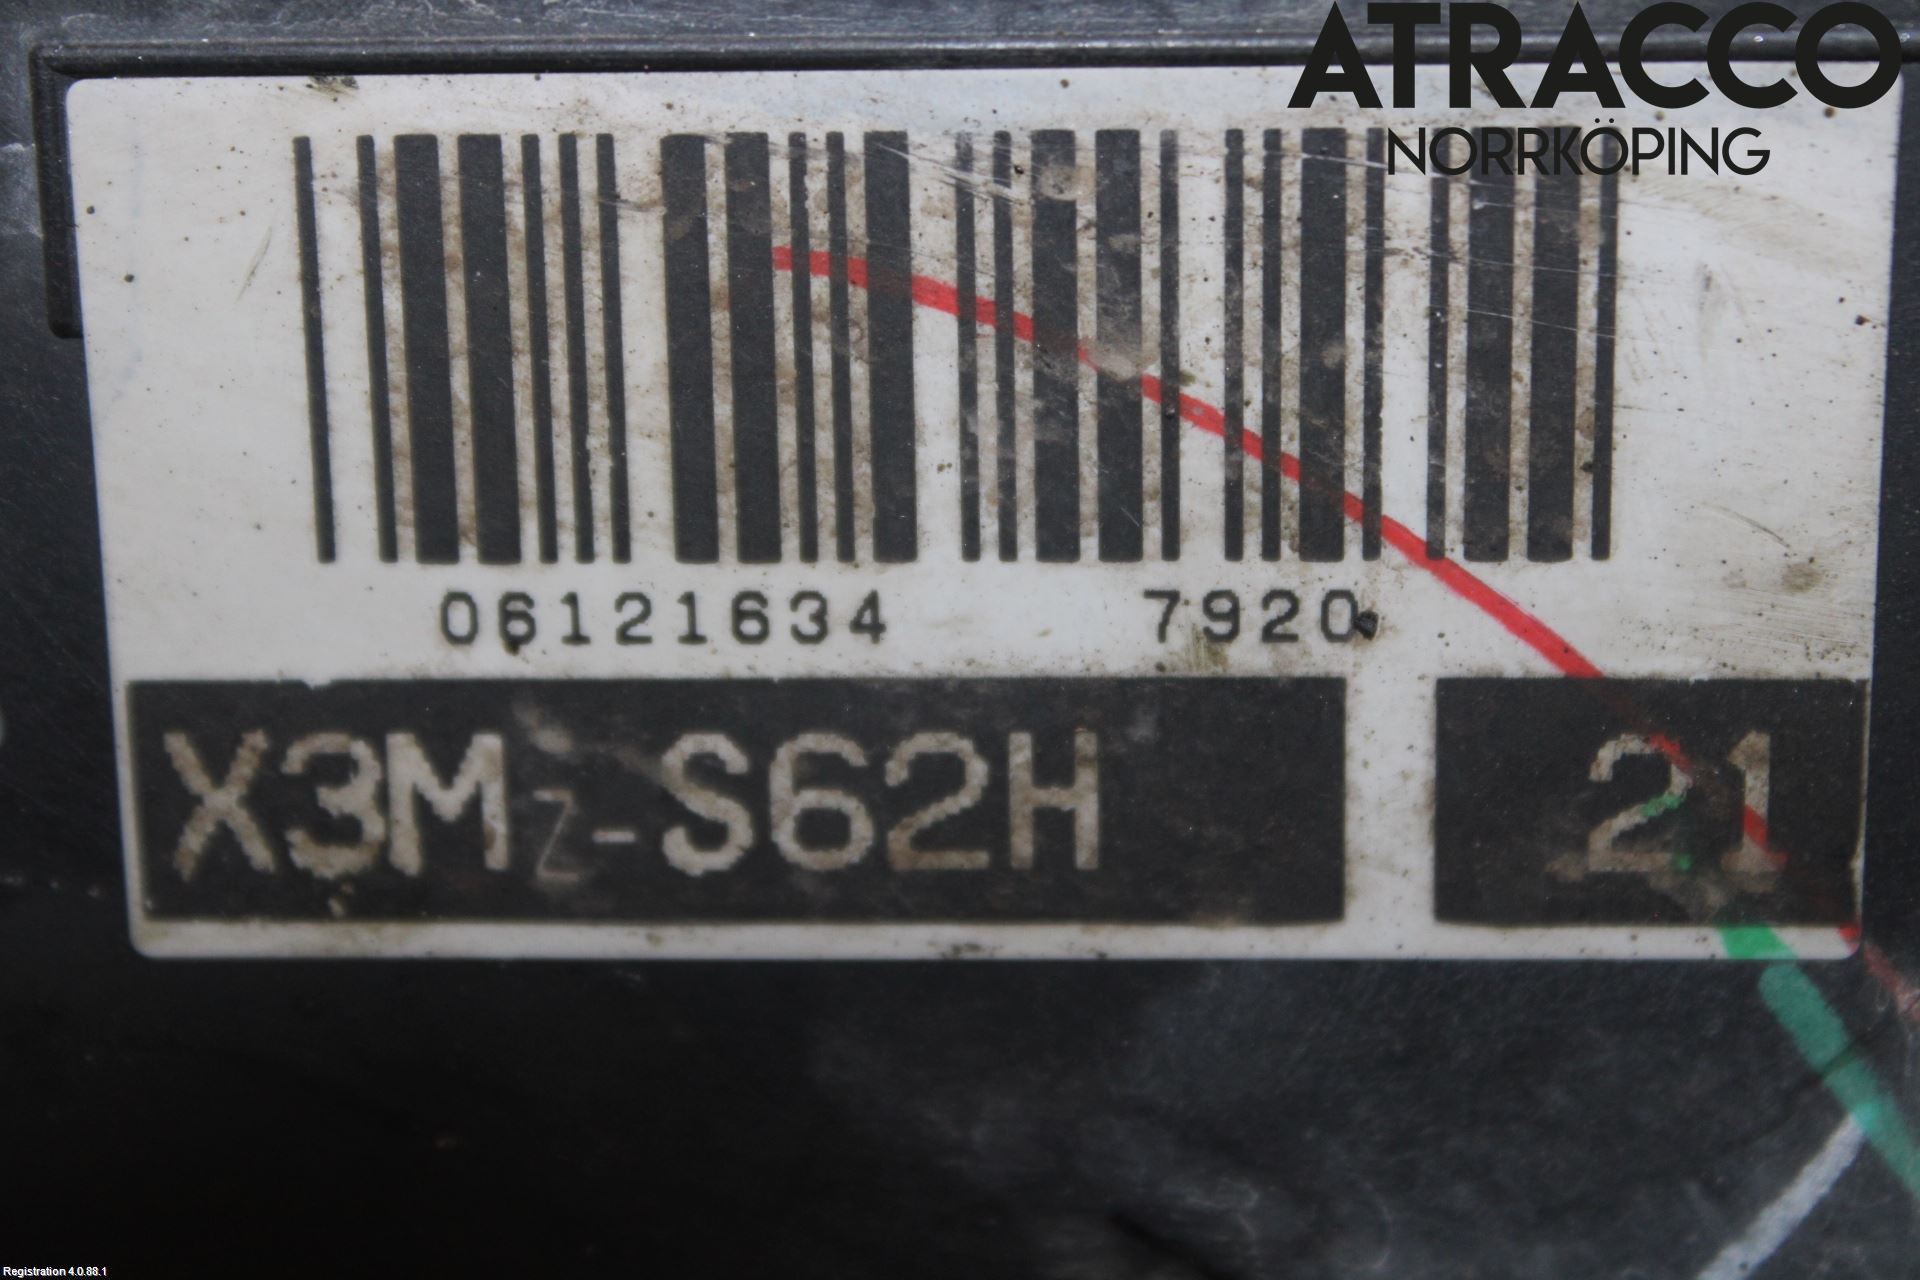 ATRACCO
NORRKÖPING
06121634 7920
X3MZ-S62H 21
Registration 4.0.88.1